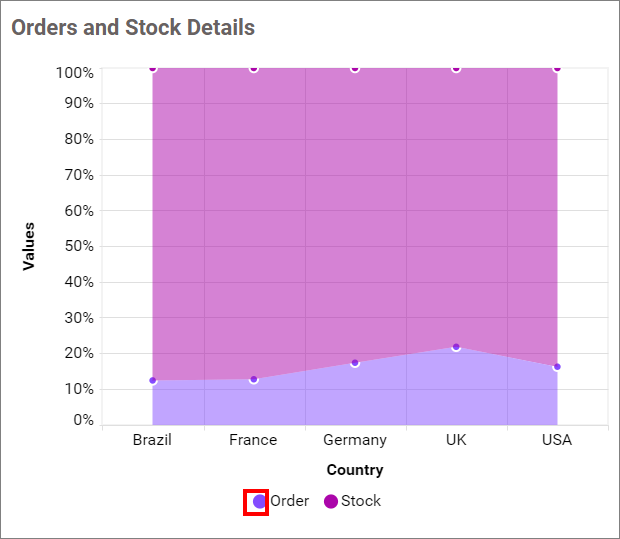 Orders and Stock Details
100%
90%
80%
70%
60%
50%
40%
30%
20%
10%
0%
Values
Brazil France Germany UK USA
Country
Order Stock